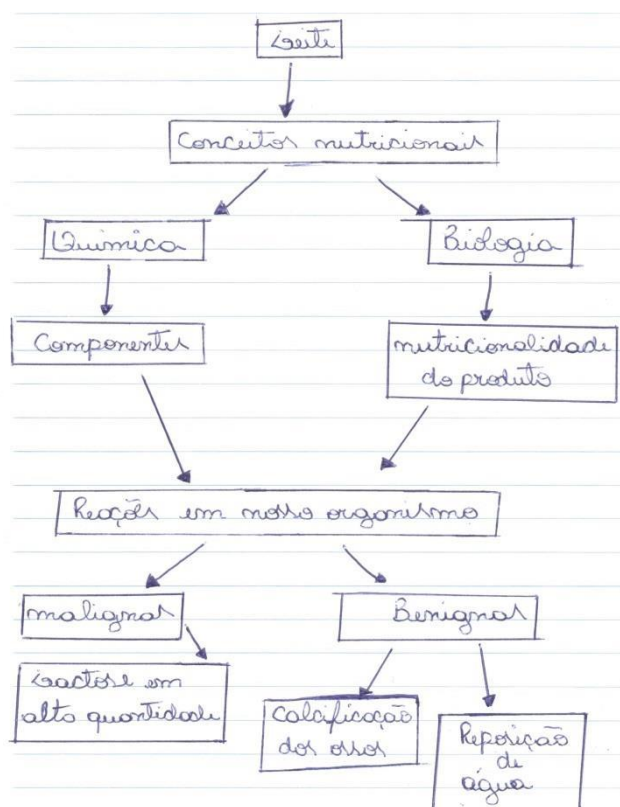 Leite
Conceitos nutricionais
Química
Biologia
Componentes
nutricionalidade
do produto
Reações em nosso organismo
malignas
Benignas
Lactose em
alta quantidade
Calcificação
dos ossos
Reposição
de
água